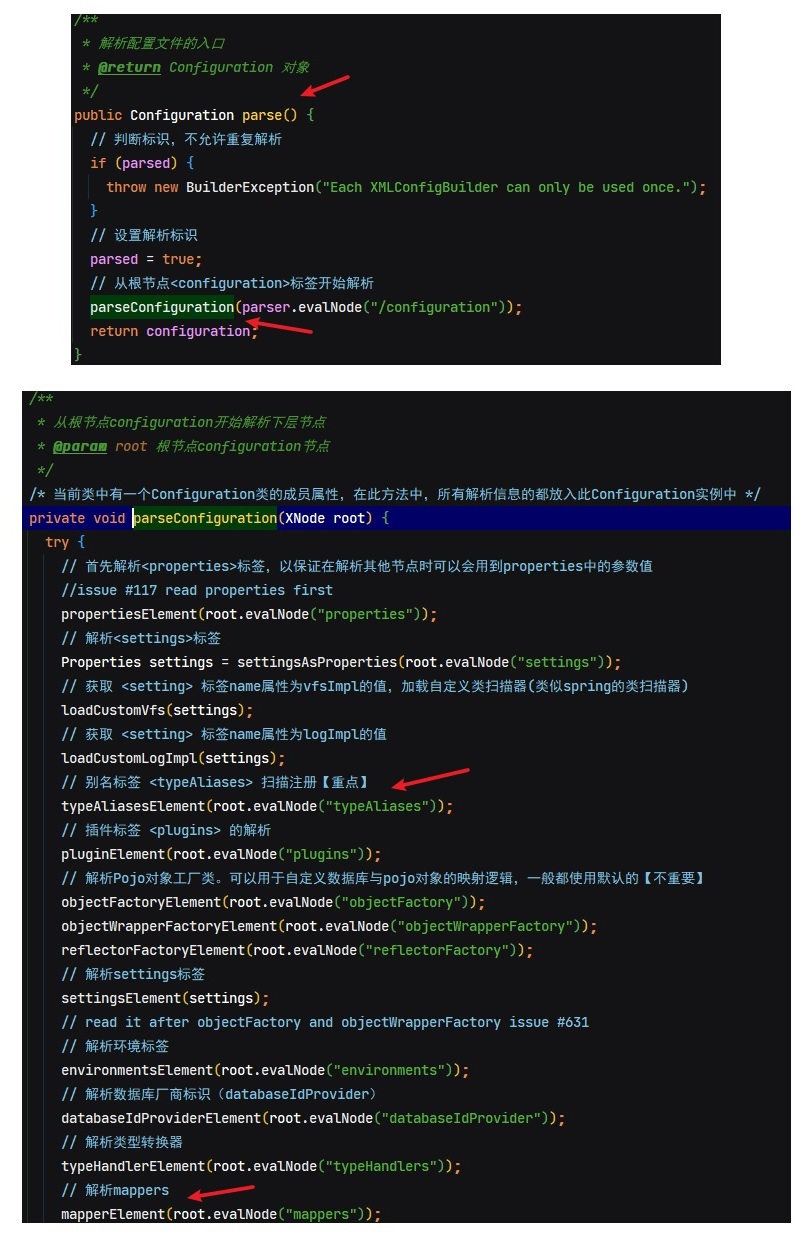 /**
 * 解析配置文件的入口
 * @return Configuration 对象
 */
public Configuration parse() {
  // 判断标识，不允许重复解析
  if (parsed) {
    throw new BuilderException("Each XMLConfigBuilder can only be used once.");
  }
  // 设置解析标识
  parsed = true;
  // 从根节点<configuration>标签开始解析
  parseConfiguration(parser.evalNode("/configuration"));
  return configuration;
}
/**
 * 从根节点configuration开始解析下层节点
 * @param root 根节点configuration节点
 */
/* 当前类中有一个Configuration类的成员属性，在此方法中，所有解析信息的都放入此Configuration实例中 */
private void parseConfiguration(XNode root) {
  try {
    // 首先解析<properties>标签，以保证在解析其他节点时可以会用到properties中的参数值
    //issue #117 read properties first
    propertiesElement(root.evalNode("properties"));
    // 解析<settings>标签
    Properties settings = settingsAsProperties(root.evalNode("settings"));
    // 获取 <setting> 标签name属性为vfsImpl的值，加载自定义类扫描器(类似spring的类扫描器)
    loadCustomVfs(settings);
    // 获取 <setting> 标签name属性为logImpl的值
    loadCustomLogImpl(settings);
    // 别名标签 <typeAliases> 扫描注册【重点】
    typeAliasesElement(root.evalNode("typeAliases"));
    // 插件标签 <plugins> 的解析
    pluginElement(root.evalNode("plugins"));
    // 解析Pojo对象工厂类。可以用于自定义数据库与pojo对象的映射逻辑，一般都使用默认的【不重要】
    objectFactoryElement(root.evalNode("objectFactory"));
    objectWrapperFactoryElement(root.evalNode("objectWrapperFactory"));
    reflectorFactoryElement(root.evalNode("reflectorFactory"));
    // 解析settings标签
    settingsElement(settings);
    // read it after objectFactory and objectWrapperFactory issue #631
    // 解析环境标签
    environmentsElement(root.evalNode("environments"));
    // 解析数据库厂商标识（databaseIdProvider）
    databaseIdProviderElement(root.evalNode("databaseIdProvider"));
    // 解析类型转换器
    typeHandlerElement(root.evalNode("typeHandlers"));
    // 解析mappers
    mapperElement(root.evalNode("mappers"));